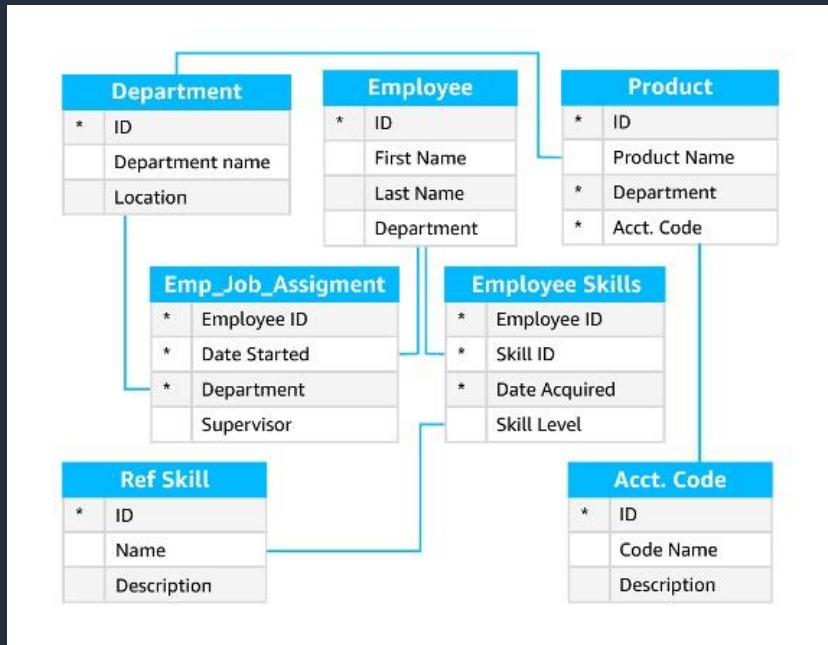 Department
* ID
Department name
Location
Employee
* ID
First Name
Last Name
Department
Product
* ID
Product Name
* Department
* Acct. Code
Emp_Job_Assigment
* Employee ID
* Date Started
* Department
Supervisor
Employee Skills
* Employee ID
* Skill ID
* Date Acquired
Skill Level
Ref Skill
* ID
Name
Description
Acct. Code
* ID
Code Name
Description